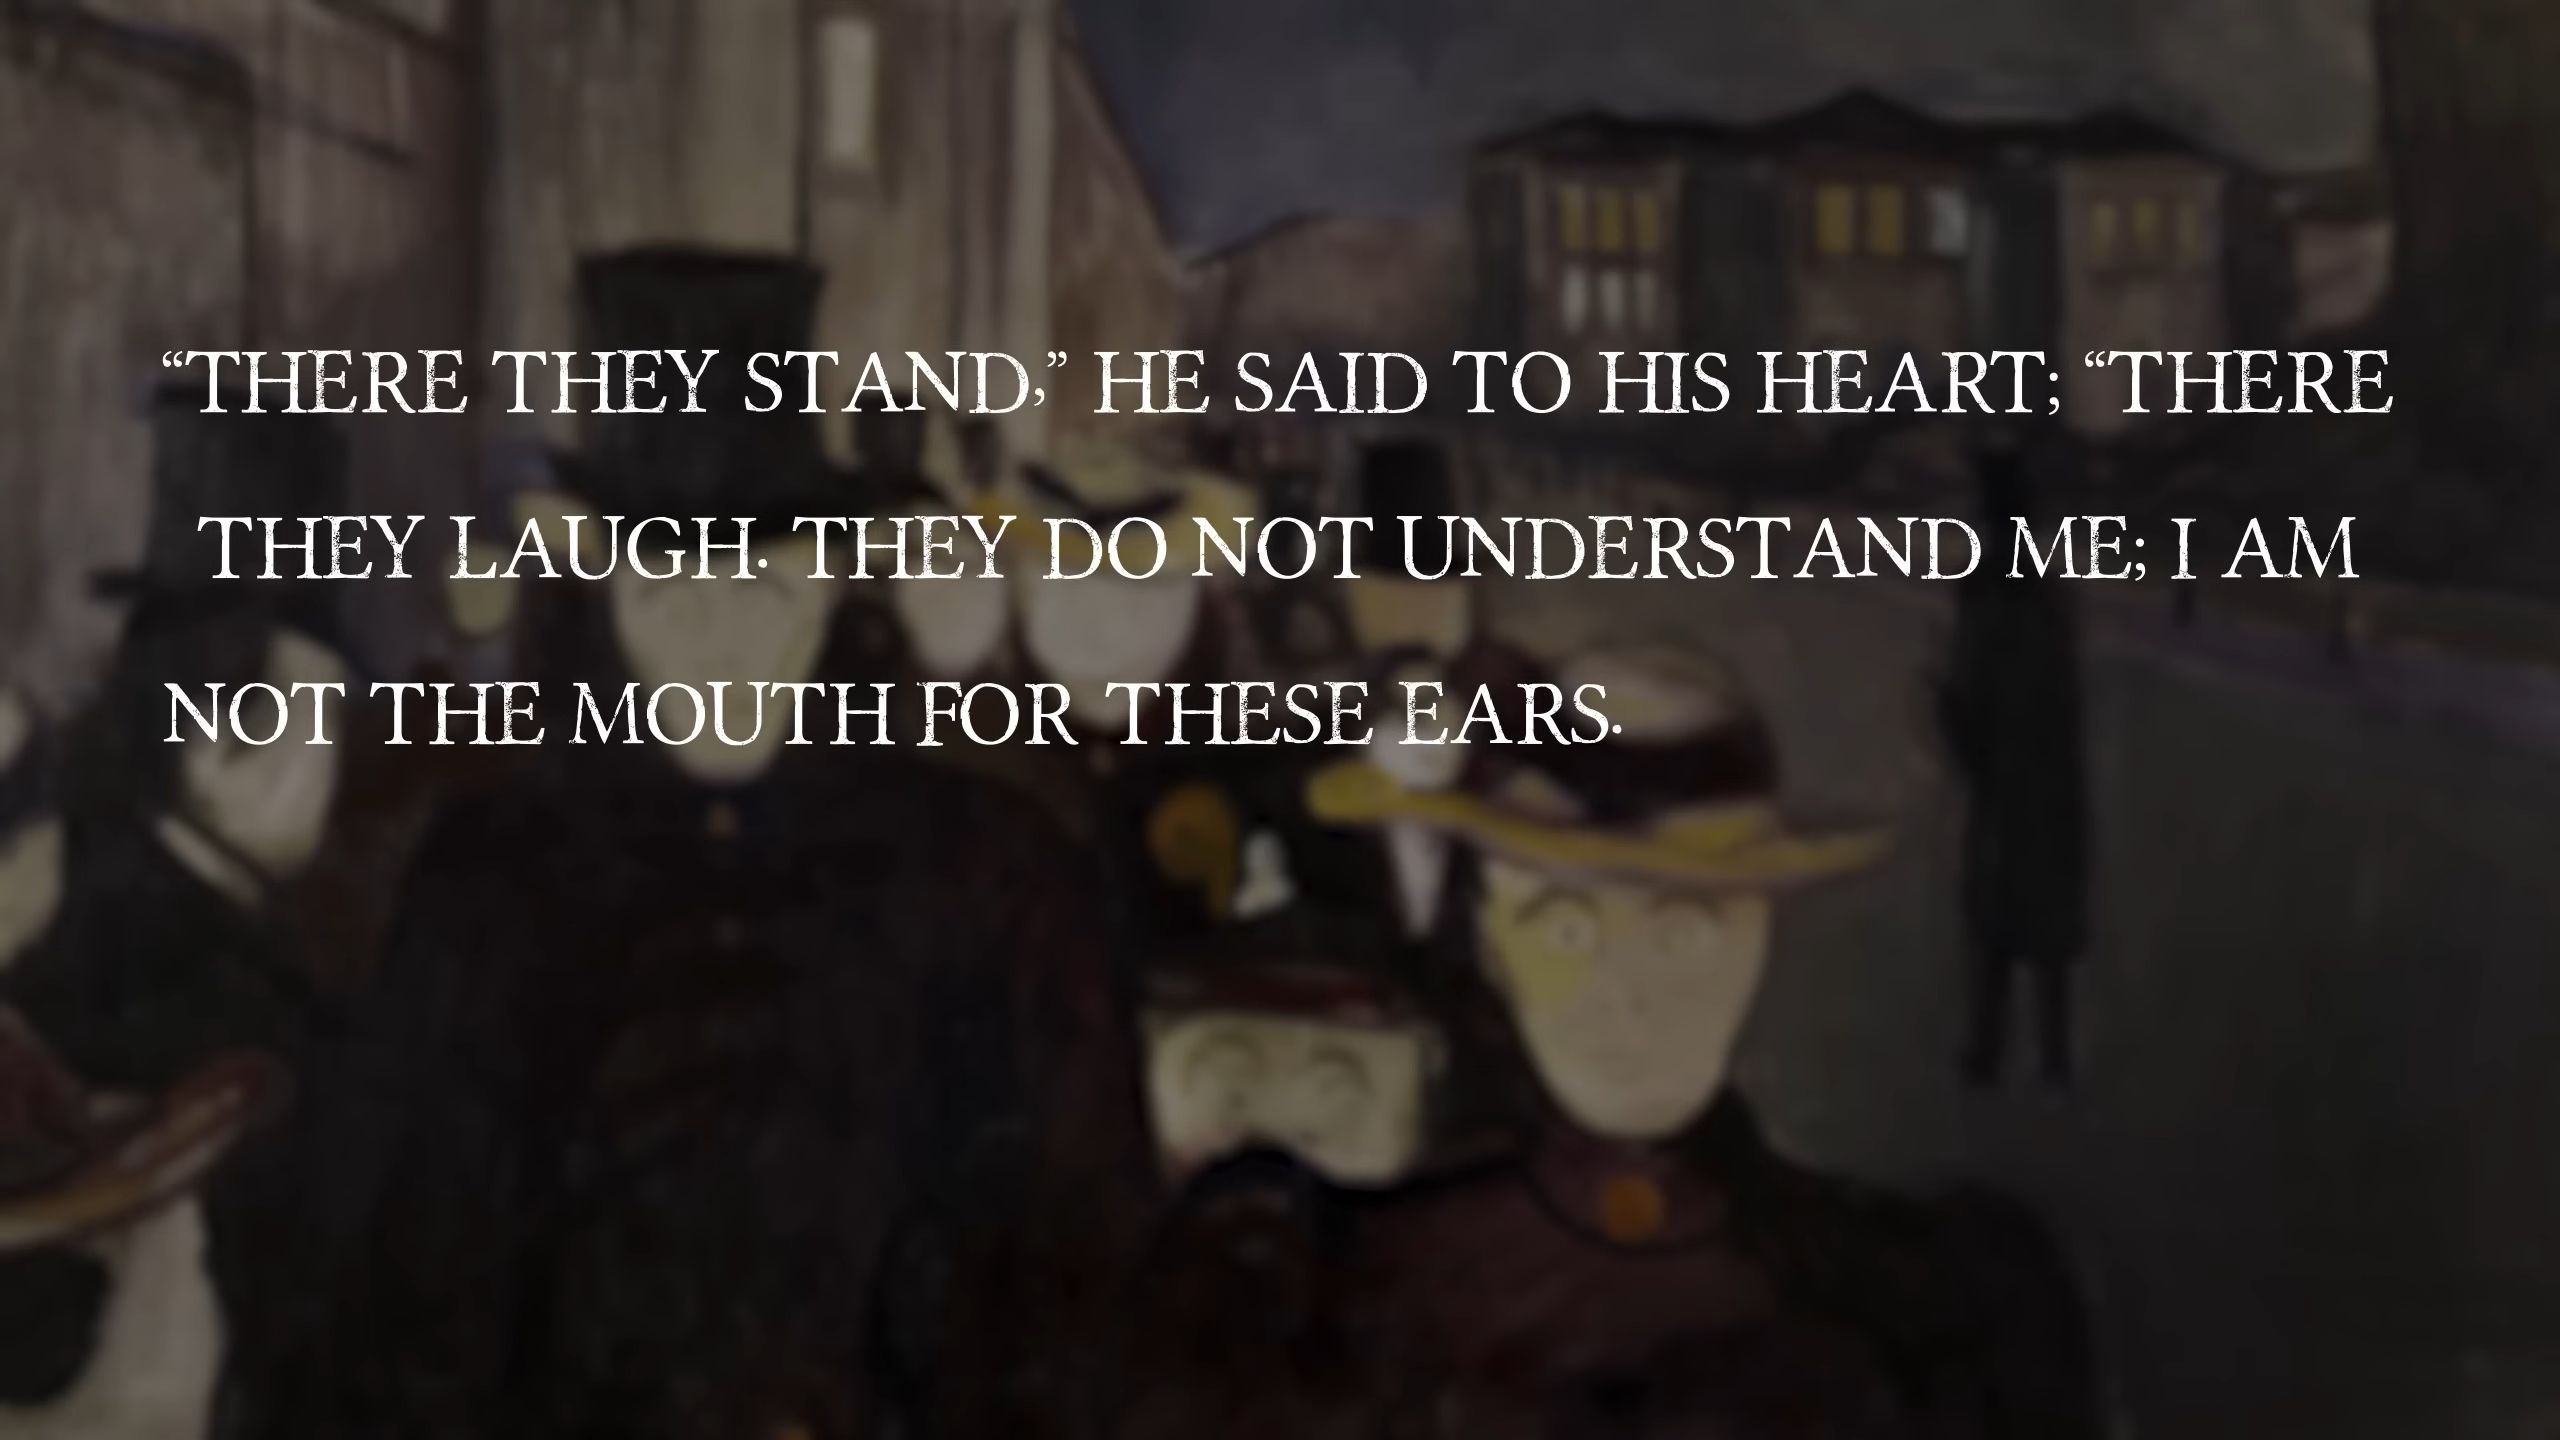 “THERE THEY STAND,” HE SAID TO HIS HEART; “THERE
THEY LAUGH. THEY DO NOT UNDERSTAND ME; I AM
NOT THE MOUTH FOR THESE EARS.